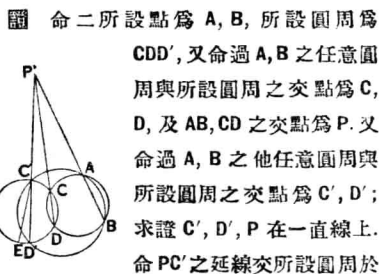 證 命二所設點爲 A, B, 所設圓周爲
CDD′, 又命過 A, B 之任意圓
周與所設圓周之交點爲 C,
D, 及 AB, CD 之交點爲 P. 又
命過 A, B 之他任意圓周與
所設圓周之交點爲 C′, D′;
求證 C′, D′, P 在一直線上.
命 PC′ 之延線交所設圓周於
P
C′
A
C
B
D
ED′